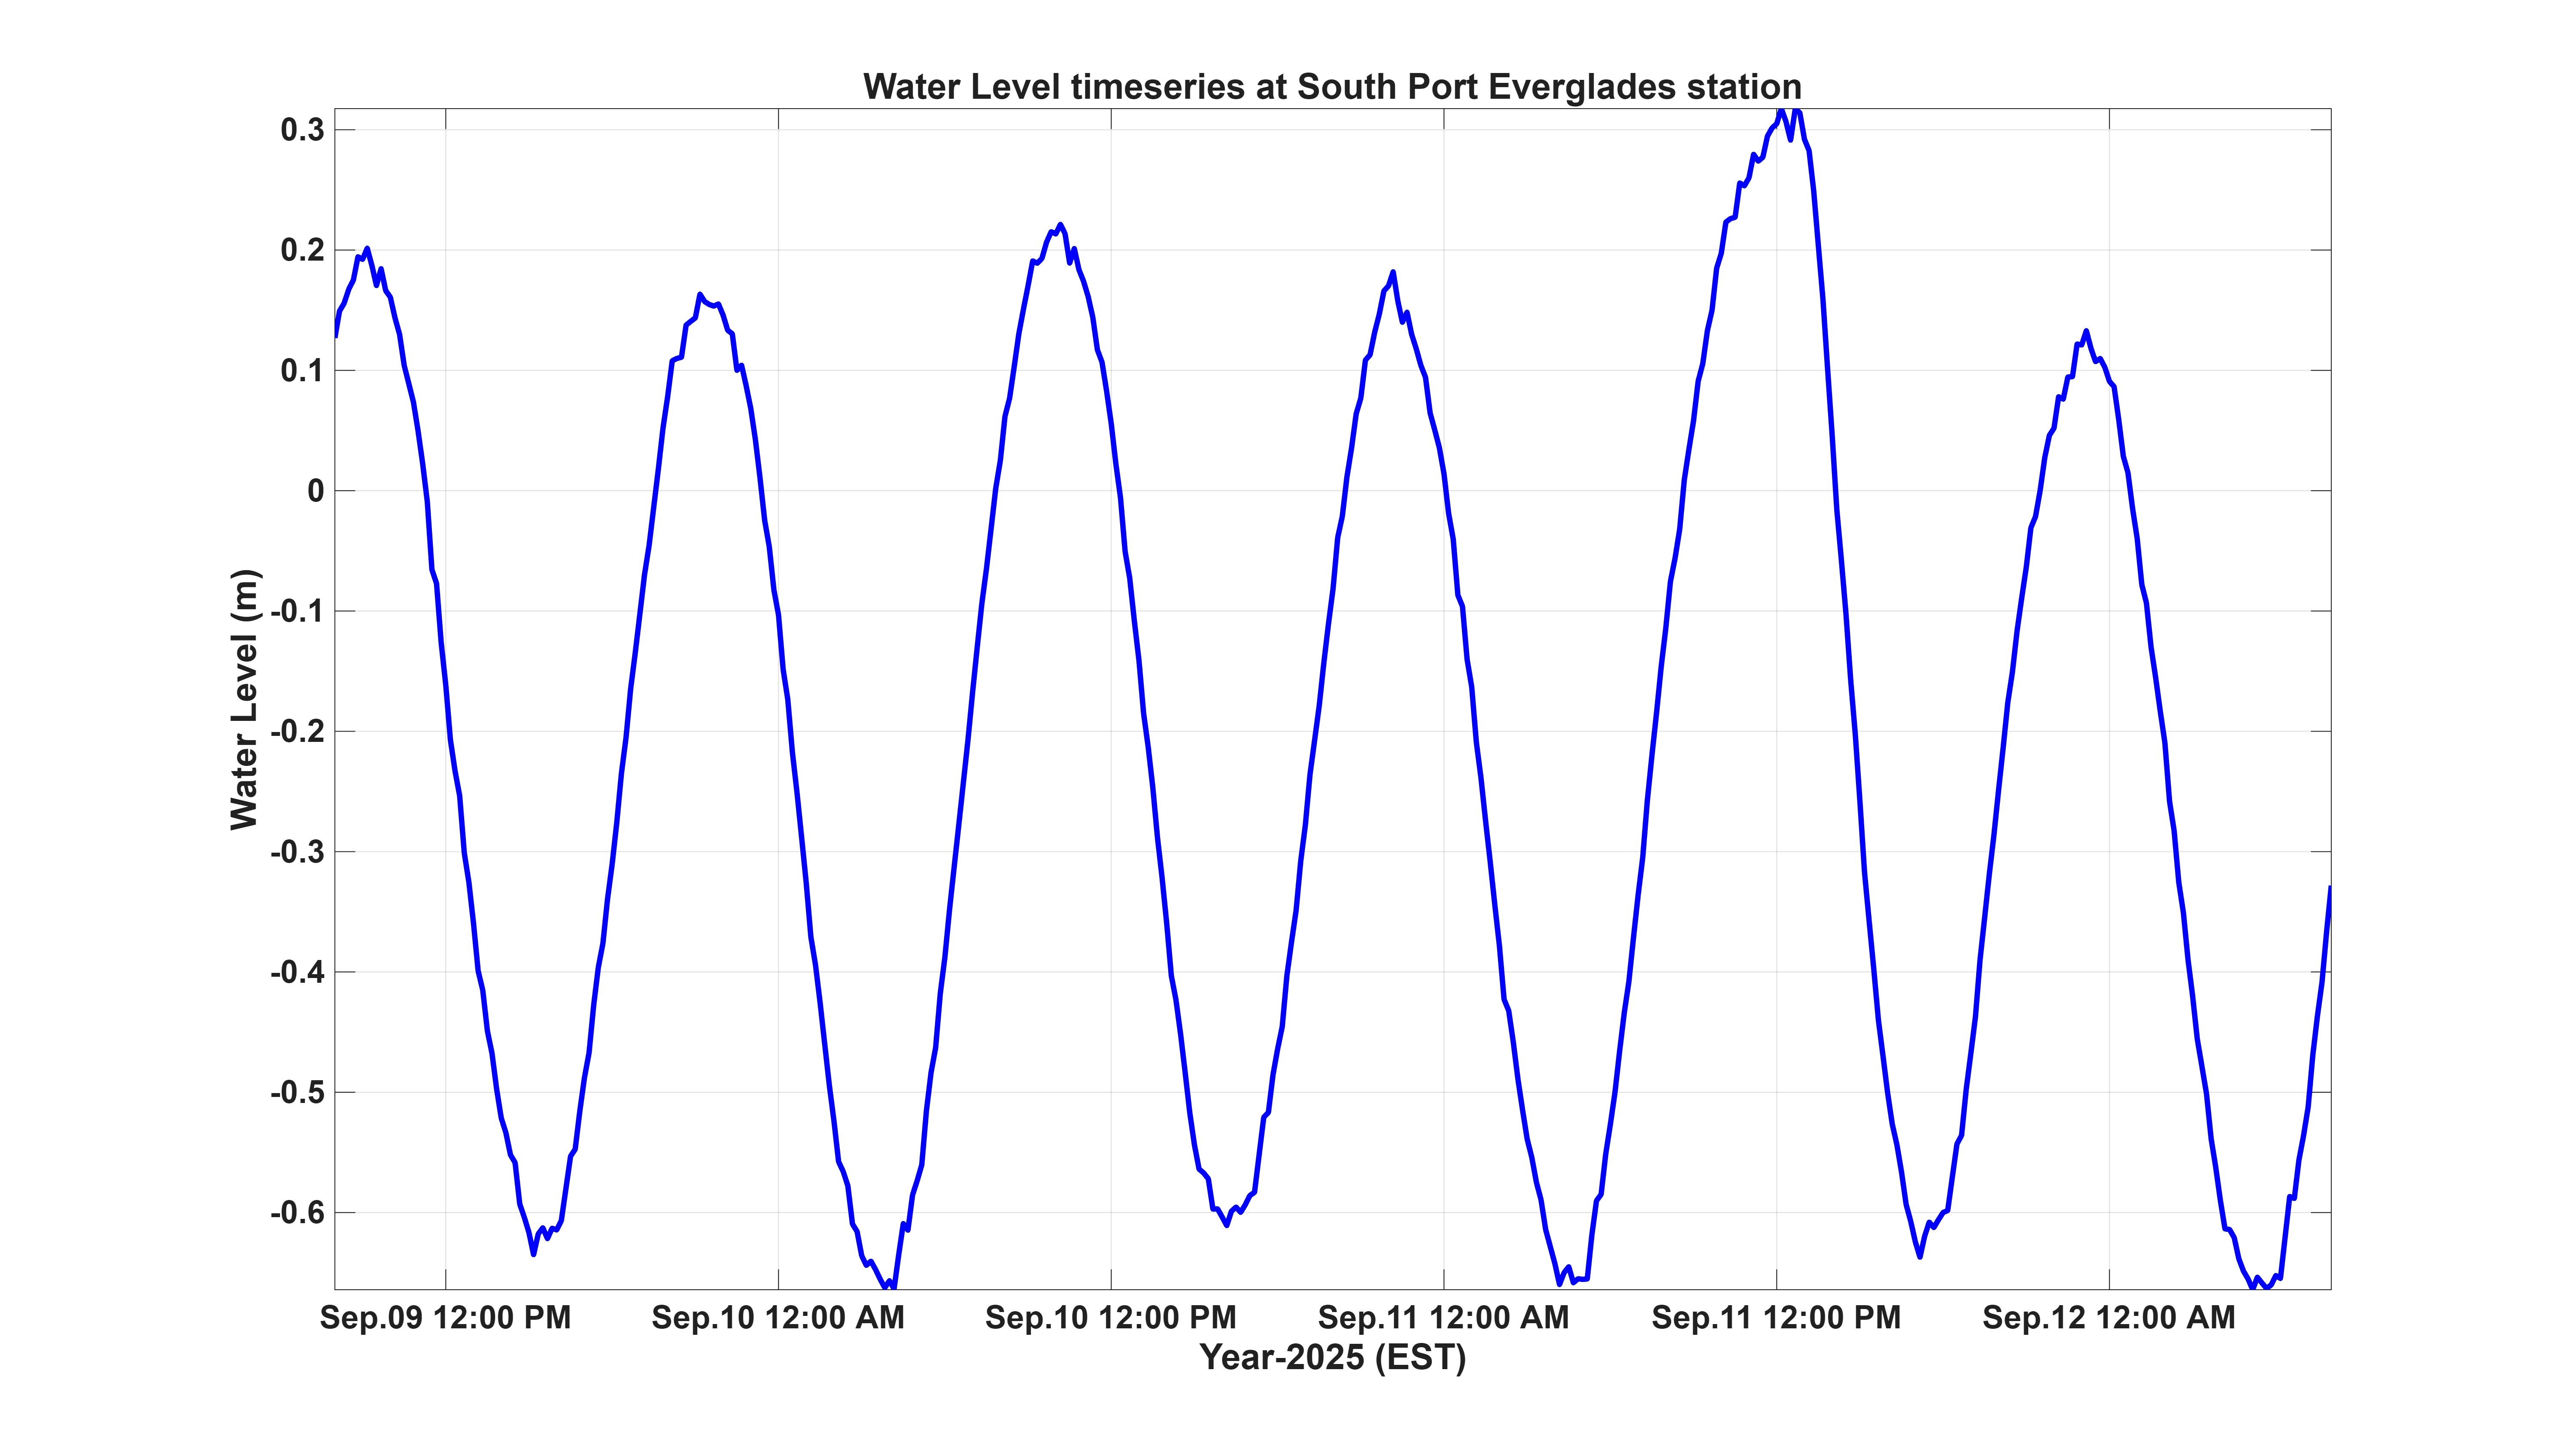 Water Level timeseries at South Port Everglades station
0.3
0.2
0.1
0
-0.1
-0.2
-0.3
-0.4
-0.5
-0.6
Water Level (m)
Sep.09 12:00 PM
Sep.10 12:00 AM
Sep.10 12:00 PM
Sep.11 12:00 AM
Sep.11 12:00 PM
Sep.12 12:00 AM
Year-2025 (EST)